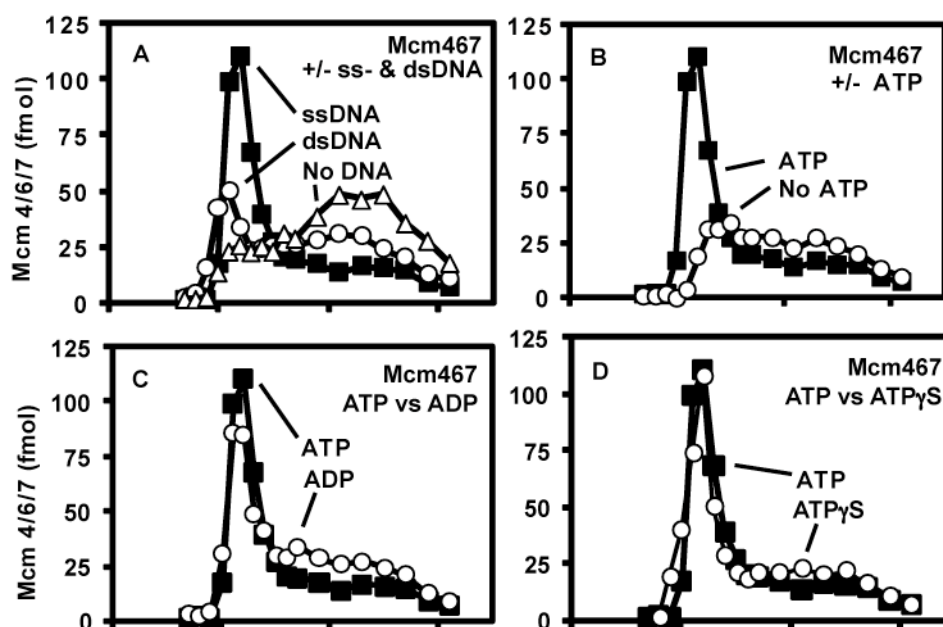 A
Mcm467
+/- ss- & dsDNA
ssDNA
dsDNA
No DNA
Mcm 4/6/7 (fmol)
125
100
75
50
25
0
B
Mcm467
+/- ATP
ATP
No ATP
125
100
75
50
25
0
C
Mcm467
ATP vs ADP
ATP
ADP
Mcm 4/6/7 (fmol)
125
100
75
50
25
0
D
Mcm467
ATP vs ATPγS
ATP
ATPγS
125
100
75
50
25
0